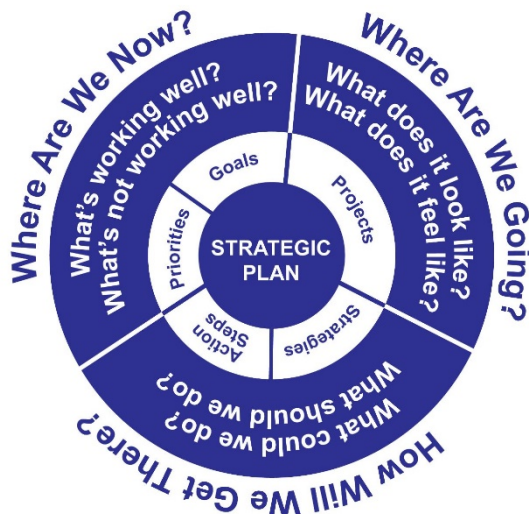 Where Are We Now?
What's working well?
What's not working well?
Where Are We Going?
What does it look like?
What does it feel like?
How Will We Get There?
What could we do?
What should we do?
Goals
Projects
Strategies
Action
Steps
Priorities
STRATEGIC
PLAN